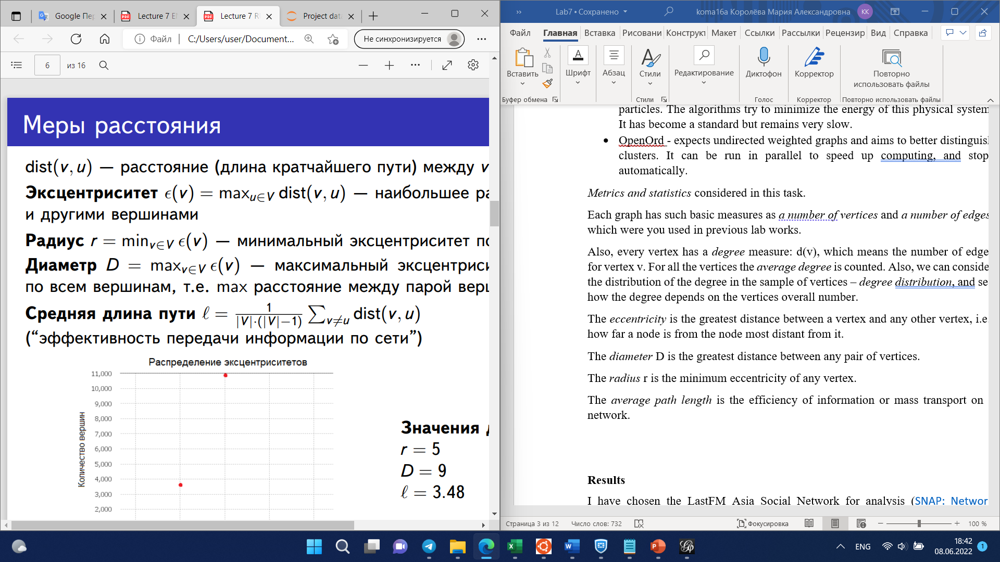 Google Пер
Lecture 7 E
Lecture 7 R
Project dat
Файл
C:/Users/user/Document...
Не синхронизируется
6
из 16
Меры расстояния
dist(v, u) — расстояние (длина кратчайшего пути) между v
Эксцентриситет ϵ(v) = max_{u∈V} dist(v, u) — наибольшее ра
и другими вершинами
Радиус r = min_{v∈V} ϵ(v) — минимальный эксцентриситет по
Диаметр D = max_{v∈V} ϵ(v) — максимальный эксцентриси
по всем вершинам, т.е. max расстояние между парой верш
Средняя длина пути ℓ = 1/(|V|·(|V|−1)) ∑_{v≠u} dist(v, u)
(“эффективность передачи информации по сети”)
Распределение эксцентриситетов
Количество вершин
11,000
10,000
9,000
8,000
7,000
6,000
5,000
4,000
3,000
2,000
Значения д
r = 5
D = 9
ℓ = 3.48
Lab7 • Сохранено
koma16a Королёва Мария Александровна
КК
Файл
Главная
Вставка
Рисовани
Конструкт
Макет
Ссылки
Рассылки
Рецензир
Вид
Справка
Вставить
Шрифт
Абзац
Стили
Редактирование
Диктофон
Корректор
Повторно
использовать файлы
Буфер обмена
Стили
Голос
Корректор
Повторно использовать файлы
particles. The algorithms try to minimize the energy of this physical system
It has become a standard but remains very slow.
• OpenOrd - expects undirected weighted graphs and aims to better distinguis
clusters. It can be run in parallel to speed up computing, and stop
automatically.
Metrics and statistics considered in this task.
Each graph has such basic measures as a number of vertices and a number of edges
which were you used in previous lab works.
Also, every vertex has a degree measure: d(v), which means the number of edge
for vertex v. For all the vertices the average degree is counted. Also, we can conside
the distribution of the degree in the sample of vertices – degree distribution, and se
how the degree depends on the vertices overall number.
The eccentricity is the greatest distance between a vertex and any other vertex, i.e.
how far a node is from the node most distant from it.
The diameter D is the greatest distance between any pair of vertices.
The radius r is the minimum eccentricity of any vertex.
The average path length is the efficiency of information or mass transport on
network.
Results
I have chosen the LastFM Asia Social Network for analysis (SNAP: Networ
Страница 3 из 12
Число слов: 732
Фокусировка
100 %
ENG
18:42
08.06.2022
1